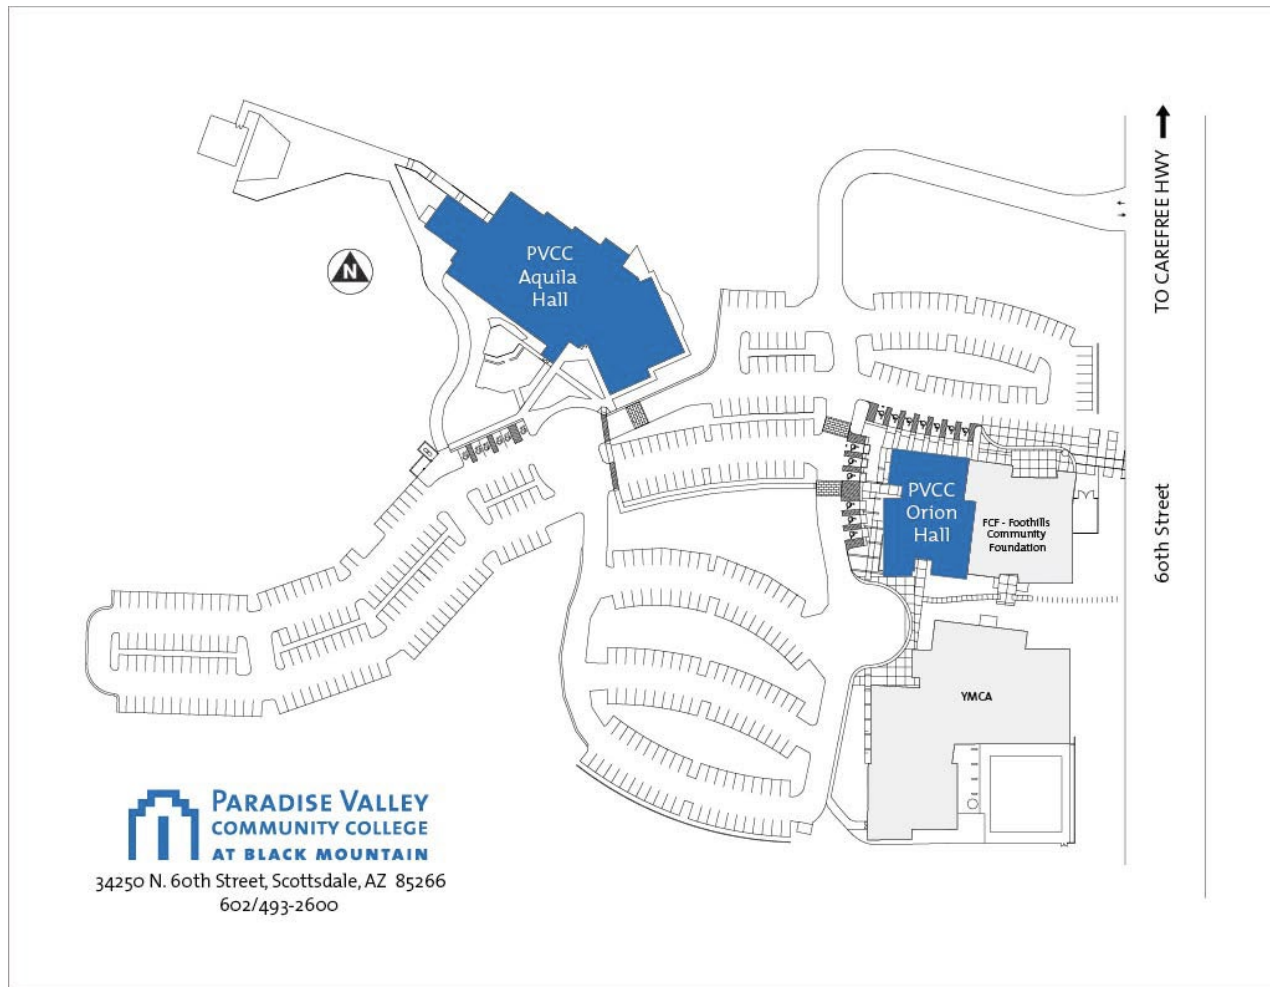 TO CAREFREE HWY
PVCC
Aquila
Hall
N
PVCC
Orion
Hall
FCF - Foothills
Community
Foundation
60th Street
YMCA
PARADISE VALLEY
COMMUNITY COLLEGE
AT BLACK MOUNTAIN
34250 N. 60th Street, Scottsdale, AZ 85266
602/493-2600